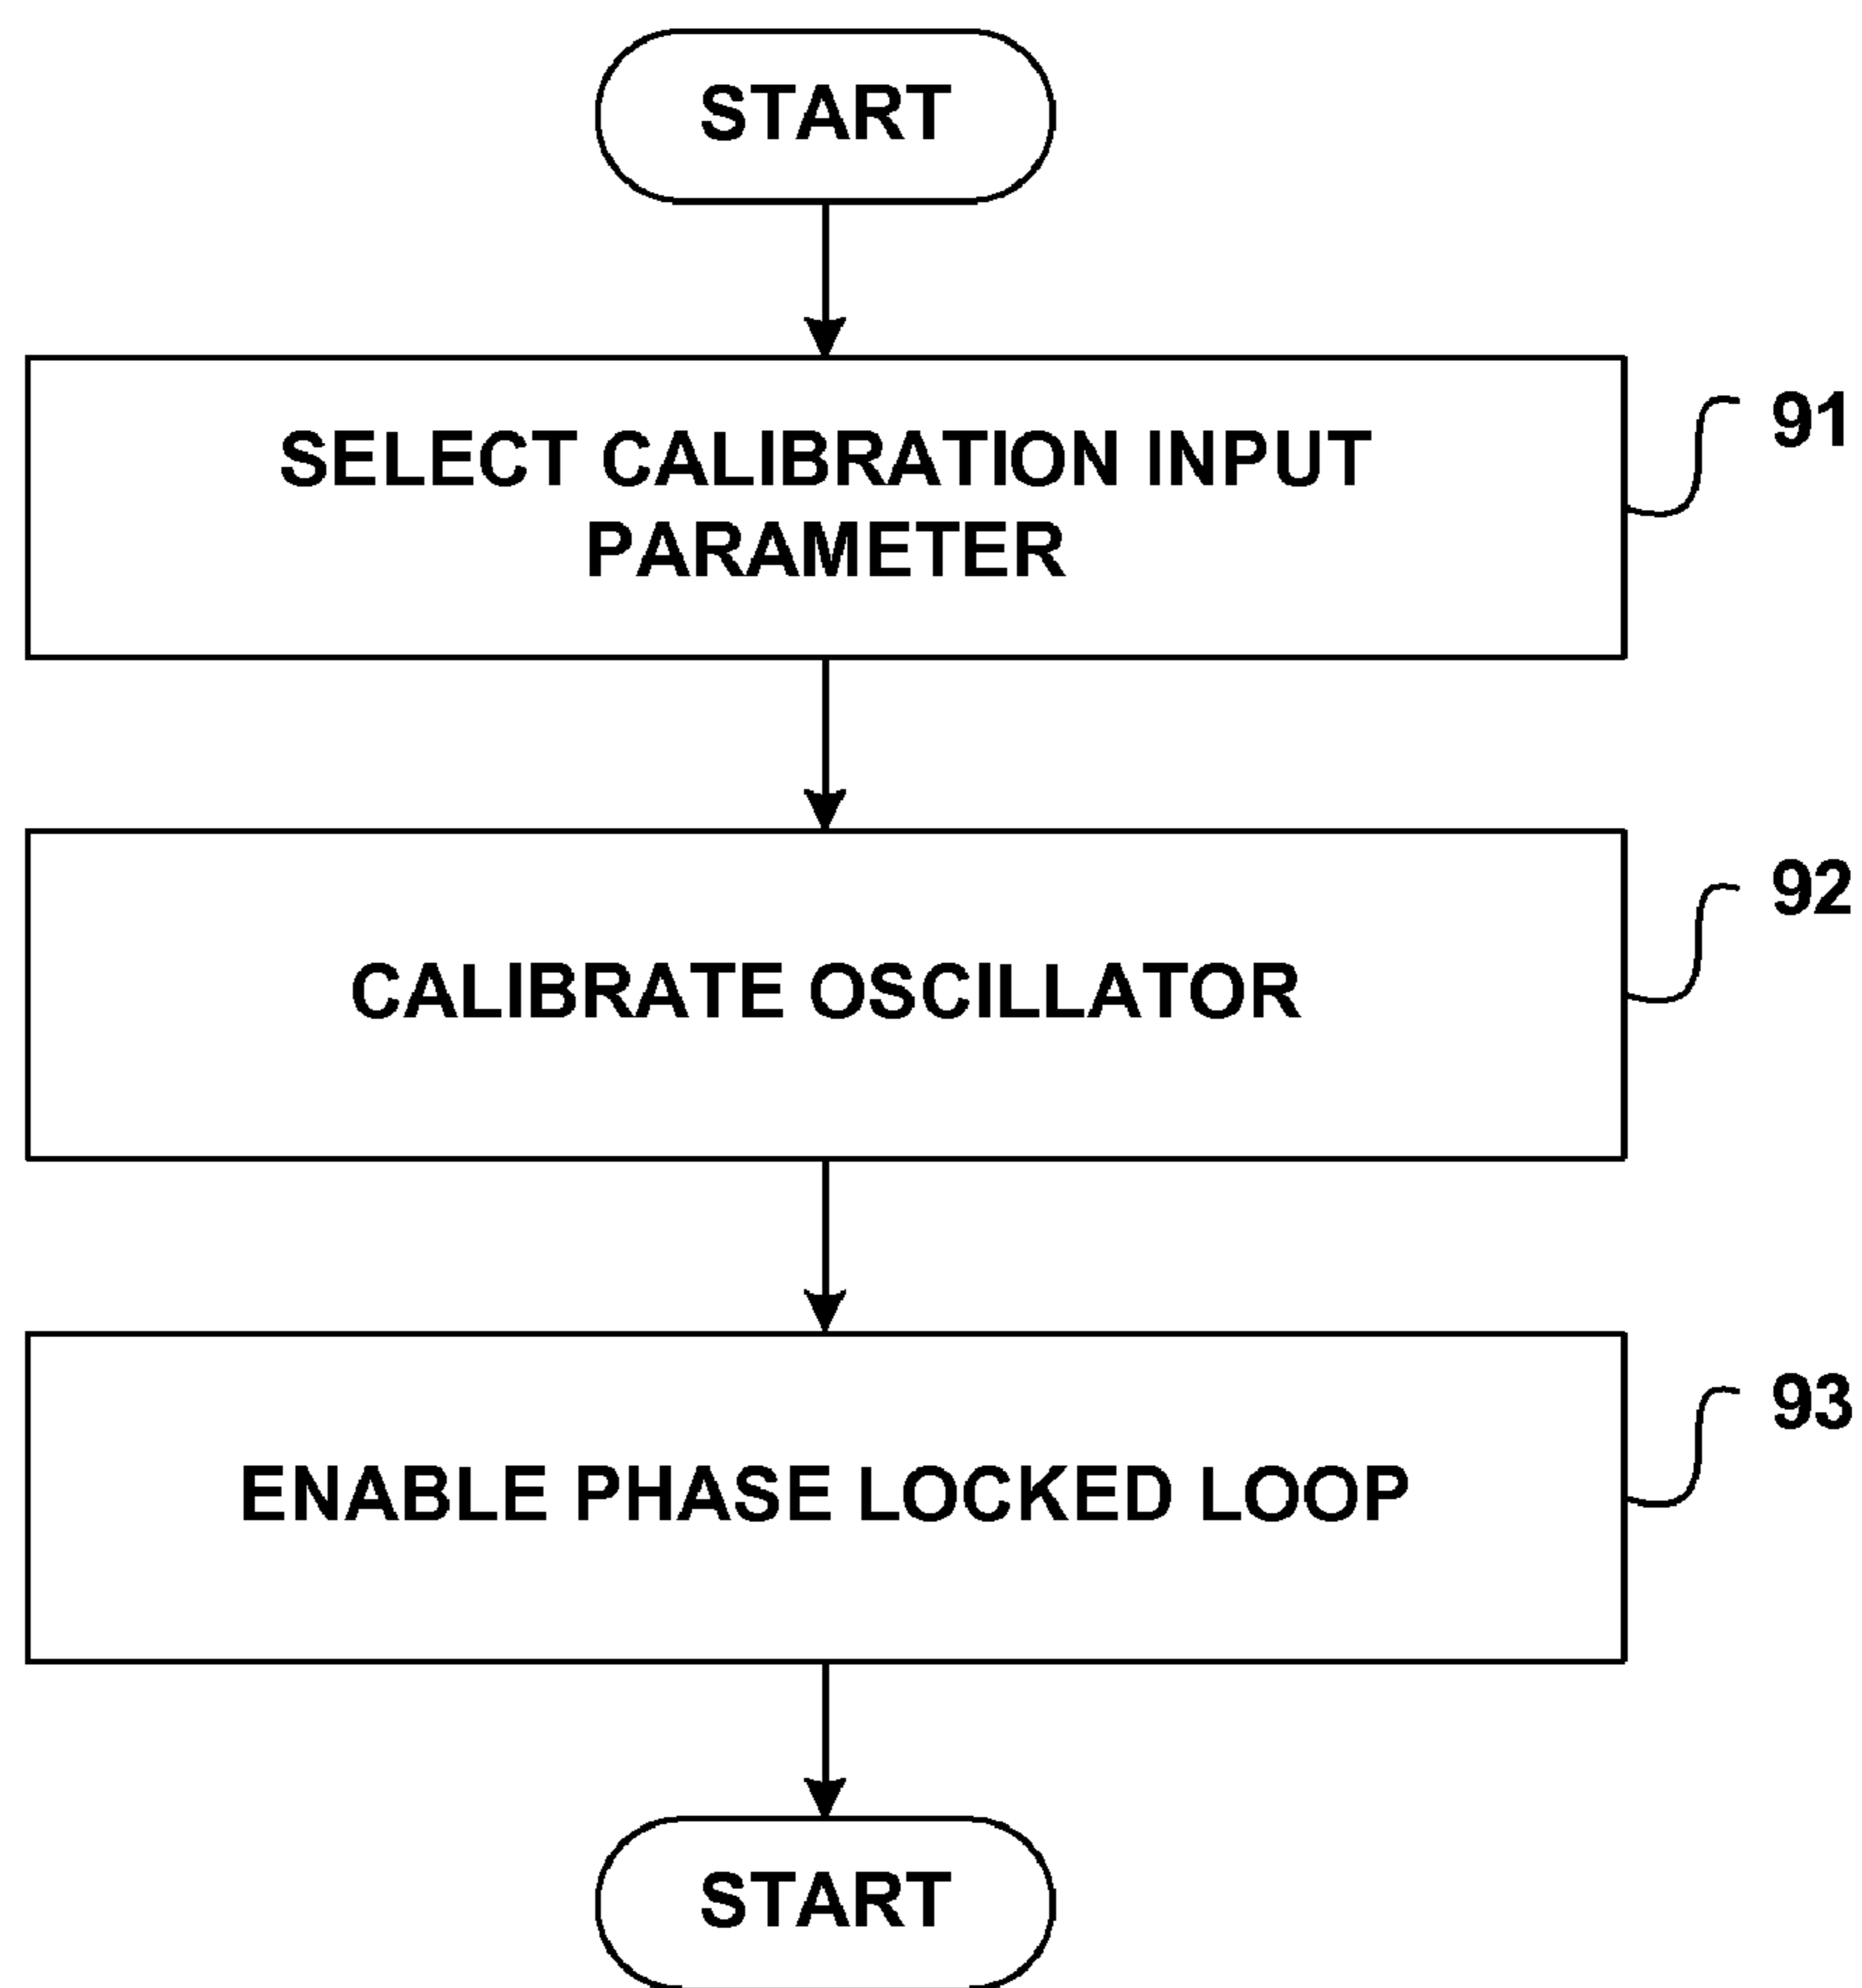 START
SELECT CALIBRATION INPUT
PARAMETER
91
CALIBRATE OSCILLATOR
92
ENABLE PHASE LOCKED LOOP
93
START